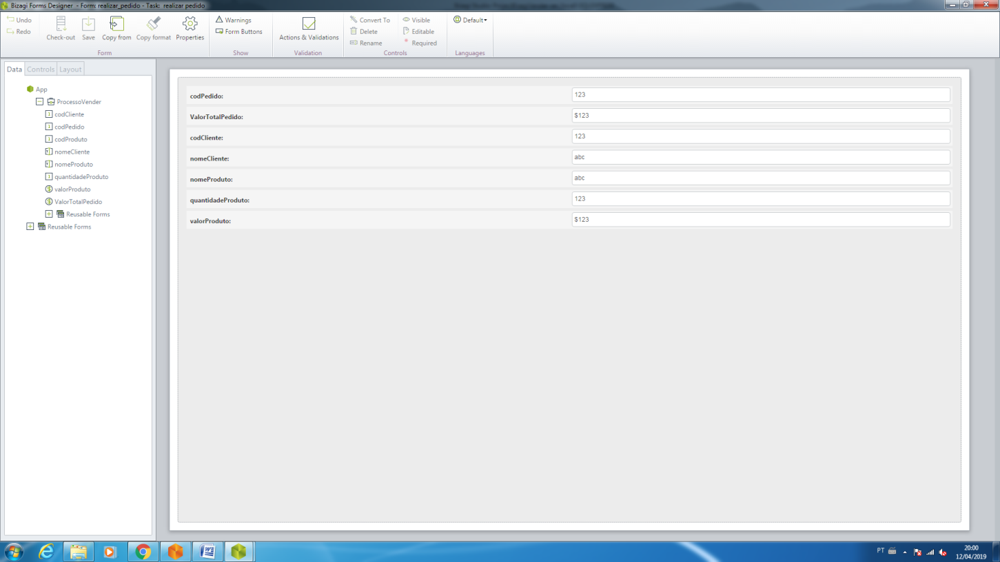 Bizagi Forms Designer - Form: realizar_pedido - Task: realizar pedido
Undo
Redo
Check-out
Save
Copy from
Copy format
Properties
Form
Warnings
Form Buttons
Show
Actions & Validations
Validation
Convert To
Delete
Rename
Visible
Editable
Required
Controls
Default
Languages
Data
Controls
Layout
App
ProcessoVender
codCliente
codPedido
codProduto
nomeCliente
nomeProduto
quantidadeProduto
valorProduto
ValorTotalPedido
Reusable Forms
Reusable Forms
codPedido: 123
ValorTotalPedido: $123
codCliente: 123
nomeCliente: abc
nomeProduto: abc
quantidadeProduto: 123
valorProduto: $123
PT
20:00
12/04/2019